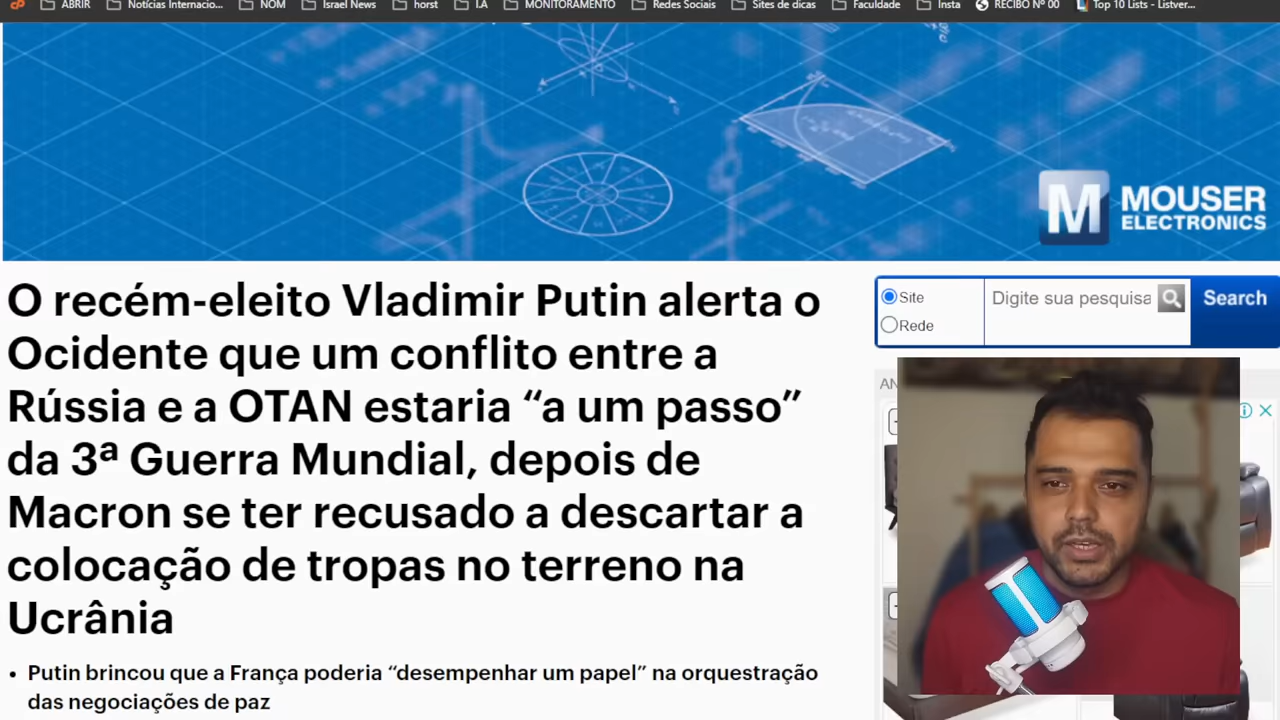 ABRIR Notícias Internacio... NOM Israel News horst I.A MONITORAMENTO Redes Sociais Sites de dicas Faculdade Insta RECIBO Nº 00 Top 10 Lists - Listver...
MOUSER
ELECTRONICS
O recém-eleito Vladimir Putin alerta o
Ocidente que um conflito entre a
Rússia e a OTAN estaria “a um passo”
da 3ª Guerra Mundial, depois de
Macron se ter recusado a descartar a
colocação de tropas no terreno na
Ucrânia
• Putin brincou que a França poderia “desempenhar um papel” na orquestração
das negociações de paz
Site
Rede
Digite sua pesquisa
Search
AN